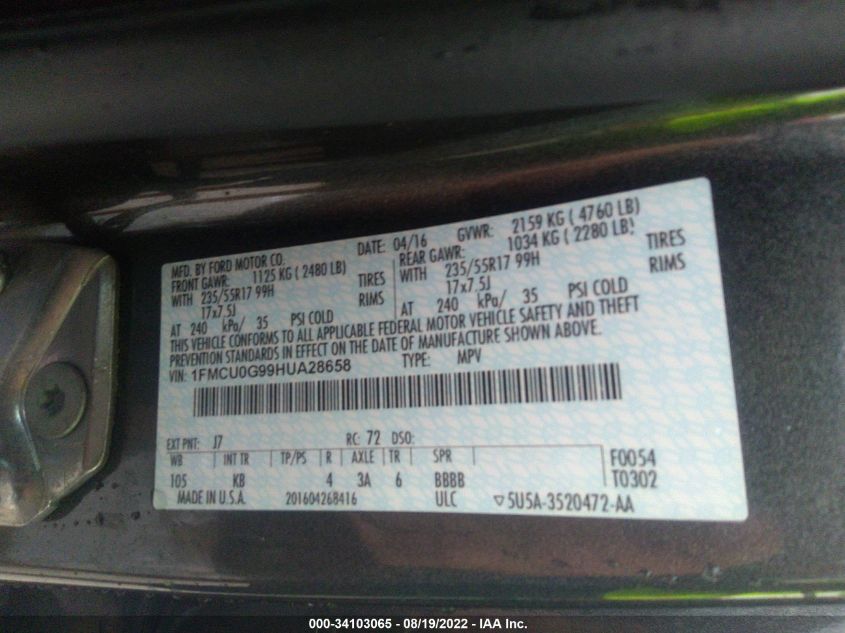 MFD. BY FORD MOTOR CO. DATE: 04/16 GVWR: 2159 KG ( 4760 LB)
FRONT GAWR: 1125 KG ( 2480 LB) REAR GAWR: 1034 KG ( 2280 LB)
WITH 235/55R17 99H TIRES WITH 235/55R17 99H TIRES
17x7.5J RIMS 17x7.5J RIMS
AT 240 kPa/ 35 PSI COLD AT 240 kPa/ 35 PSI COLD
THIS VEHICLE CONFORMS TO ALL APPLICABLE FEDERAL MOTOR VEHICLE SAFETY AND THEFT
PREVENTION STANDARDS IN EFFECT ON THE DATE OF MANUFACTURE SHOWN ABOVE.
VIN: 1FMCU0G99HUA28658 TYPE: MPV
EXT PNT: J7 RC: 72 DSO:
WB INT TR TP/PS R AXLE TR SPR F0054
105 KB 4 3A 6 BBBB T0302
MADE IN U.S.A. 201604268416 ULC ▽5U5A-3520472-AA
000-34103065 - 08/19/2022 - IAA Inc.